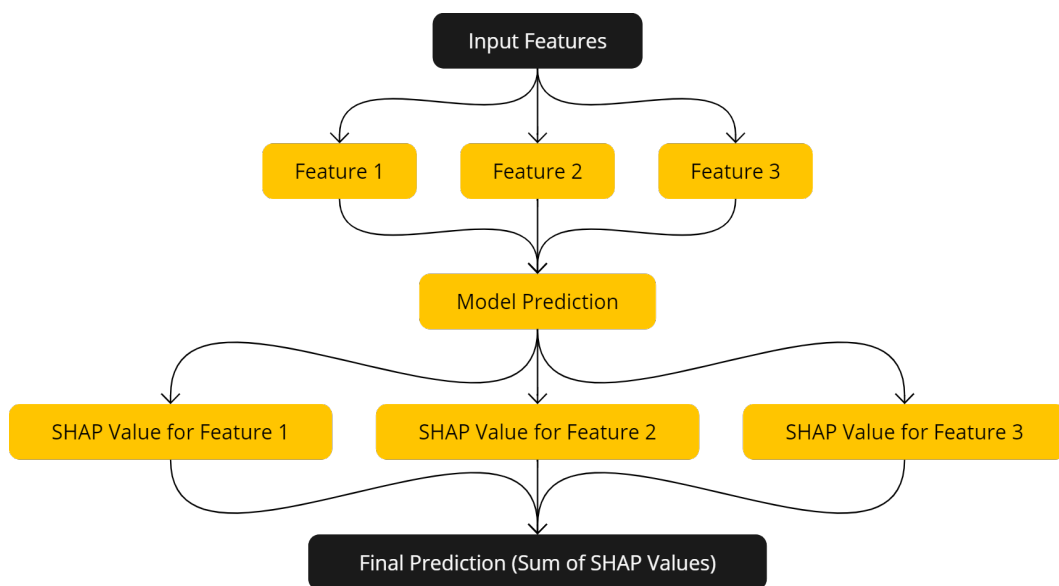 Input Features
Feature 1
Feature 2
Feature 3
Model Prediction
SHAP Value for Feature 1
SHAP Value for Feature 2
SHAP Value for Feature 3
Final Prediction (Sum of SHAP Values)